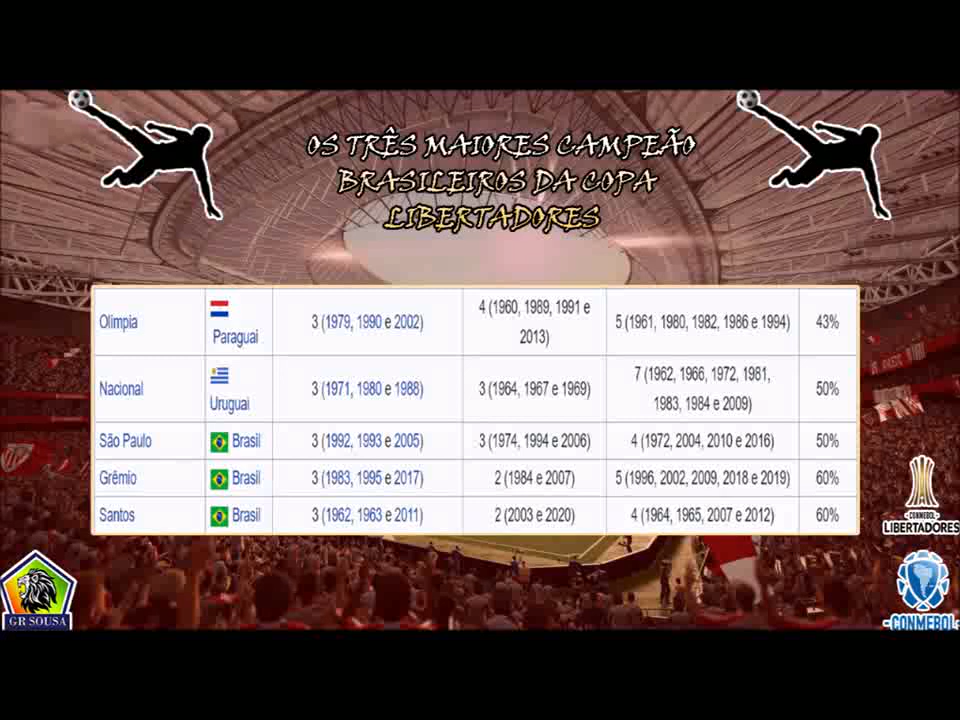 OS TRÊS MAIORES CAMPEÃO
BRASILEIROS DA COPA
LIBERTADORES
Olimpia Paraguai 3 (1979, 1990 e 2002) 4 (1960, 1989, 1991 e 2013) 5 (1961, 1980, 1982, 1986 e 1994) 43%
Nacional Uruguai 3 (1971, 1980 e 1988) 3 (1964, 1967 e 1969) 7 (1962, 1966, 1972, 1981, 1983, 1984 e 2009) 50%
São Paulo Brasil 3 (1992, 1993 e 2005) 3 (1974, 1994 e 2006) 4 (1972, 2004, 2010 e 2016) 50%
Grêmio Brasil 3 (1983, 1995 e 2017) 2 (1984 e 2007) 5 (1996, 2002, 2009, 2018 e 2019) 60%
Santos Brasil 3 (1962, 1963 e 2011) 2 (2003 e 2020) 4 (1964, 1965, 2007 e 2012) 60%
-CONMEBOL-
LIBERTADORES
GR SOUSA
-CONMEBOL-